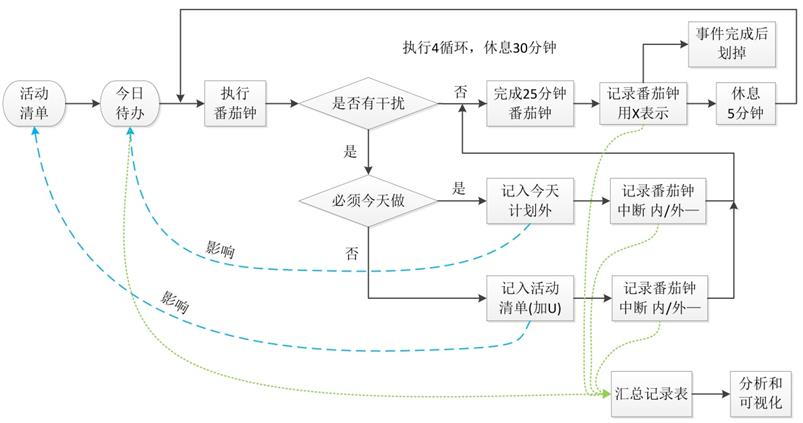 执行4循环，休息30分钟
事件完成后
划掉
活动
清单
今日
待办
执行
番茄钟
是否有干扰
否
完成25分钟
番茄钟
记录番茄钟
用X表示
休息
5分钟
是
必须今天做
是
记入今天
计划外
记录番茄钟
中断 内/外—
影响
否
影响
记入活动
清单(加U)
记录番茄钟
中断 内/外—
汇总记录表
分析和
可视化